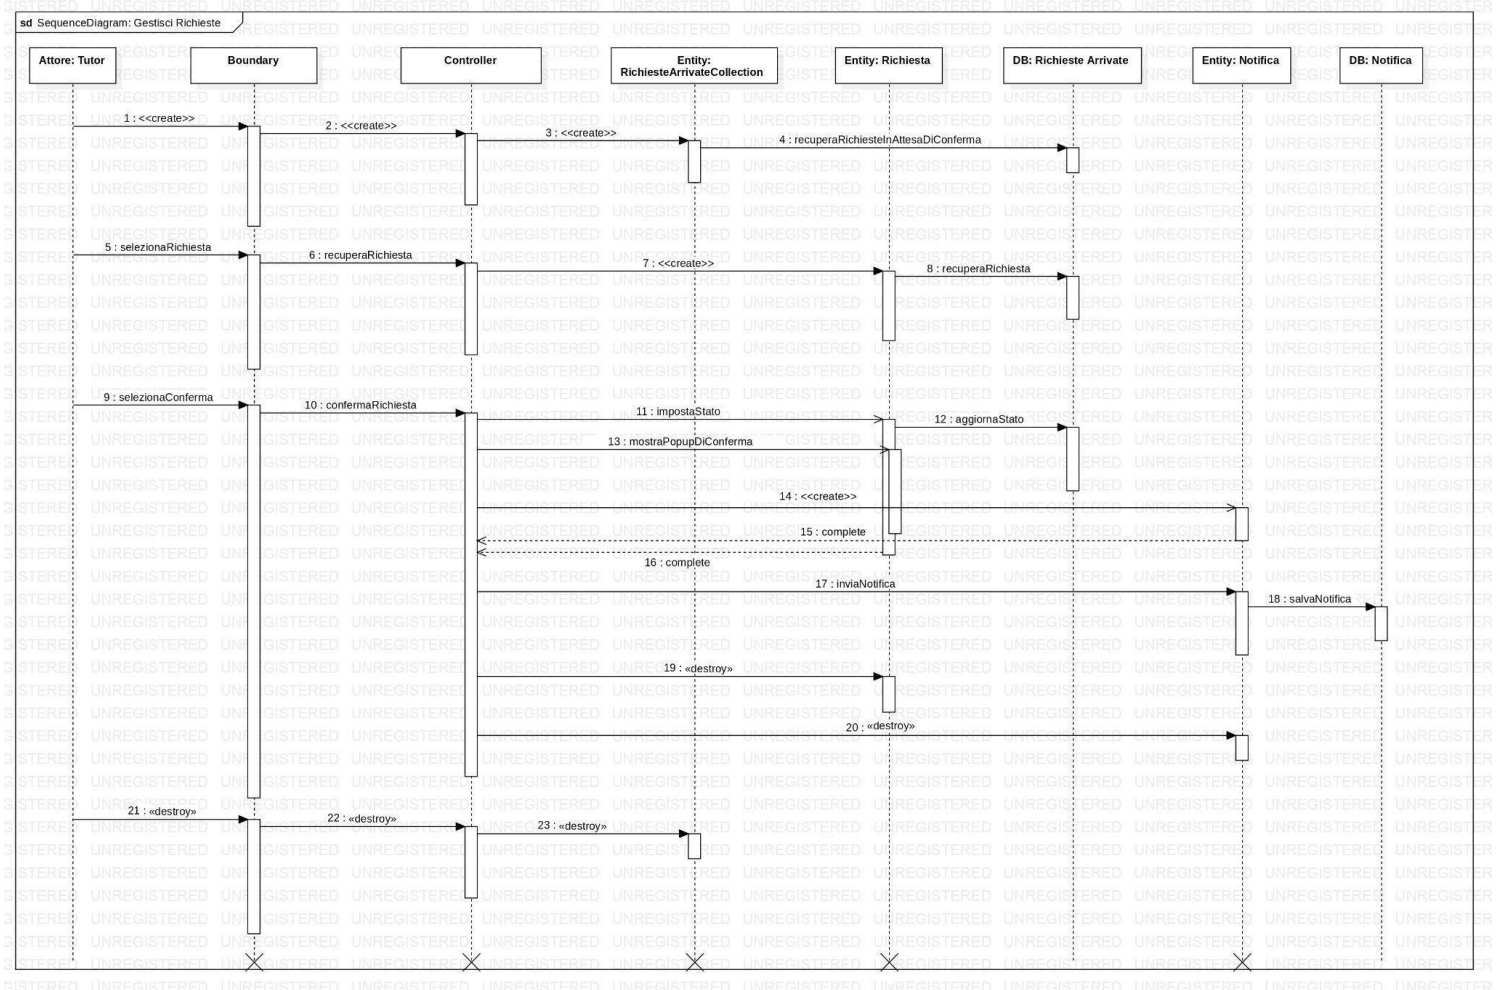 sd SequenceDiagram: Gestisci Richieste
Attore: Tutor
Boundary
Controller
Entity:
RichiesteArrivateCollection
Entity: Richiesta
DB: Richieste Arrivate
Entity: Notifica
DB: Notifica
1 : <<create>>
2 : <<create>>
3 : <<create>>
4 : recuperaRichiesteInAttesaDiConferma
5 : selezionaRichiesta
6 : recuperaRichiesta
7 : <<create>>
8 : recuperaRichiesta
9 : selezionaConferma
10 : confermaRichiesta
11 : impostaStato
12 : aggiornaStato
13 : mostraPopupDiConferma
14 : <<create>>
15 : complete
16 : complete
17 : inviaNotifica
18 : salvaNotifica
19 : «destroy»
20 : «destroy»
21 : «destroy»
22 : «destroy»
23 : «destroy»
UNREGISTERED